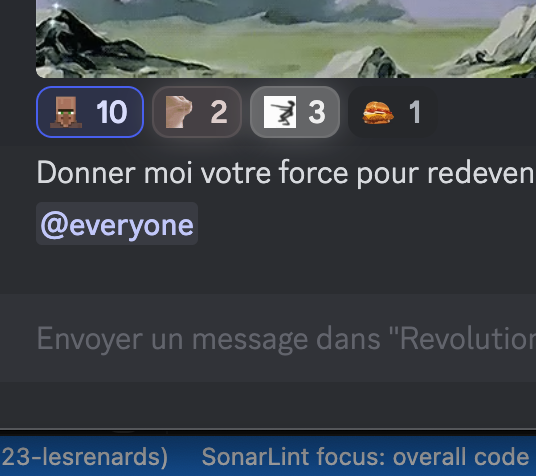 10 2 3 1
Donner moi votre force pour redeven
@everyone
Envoyer un message dans "Revolution
23-lesrenards) SonarLint focus: overall code